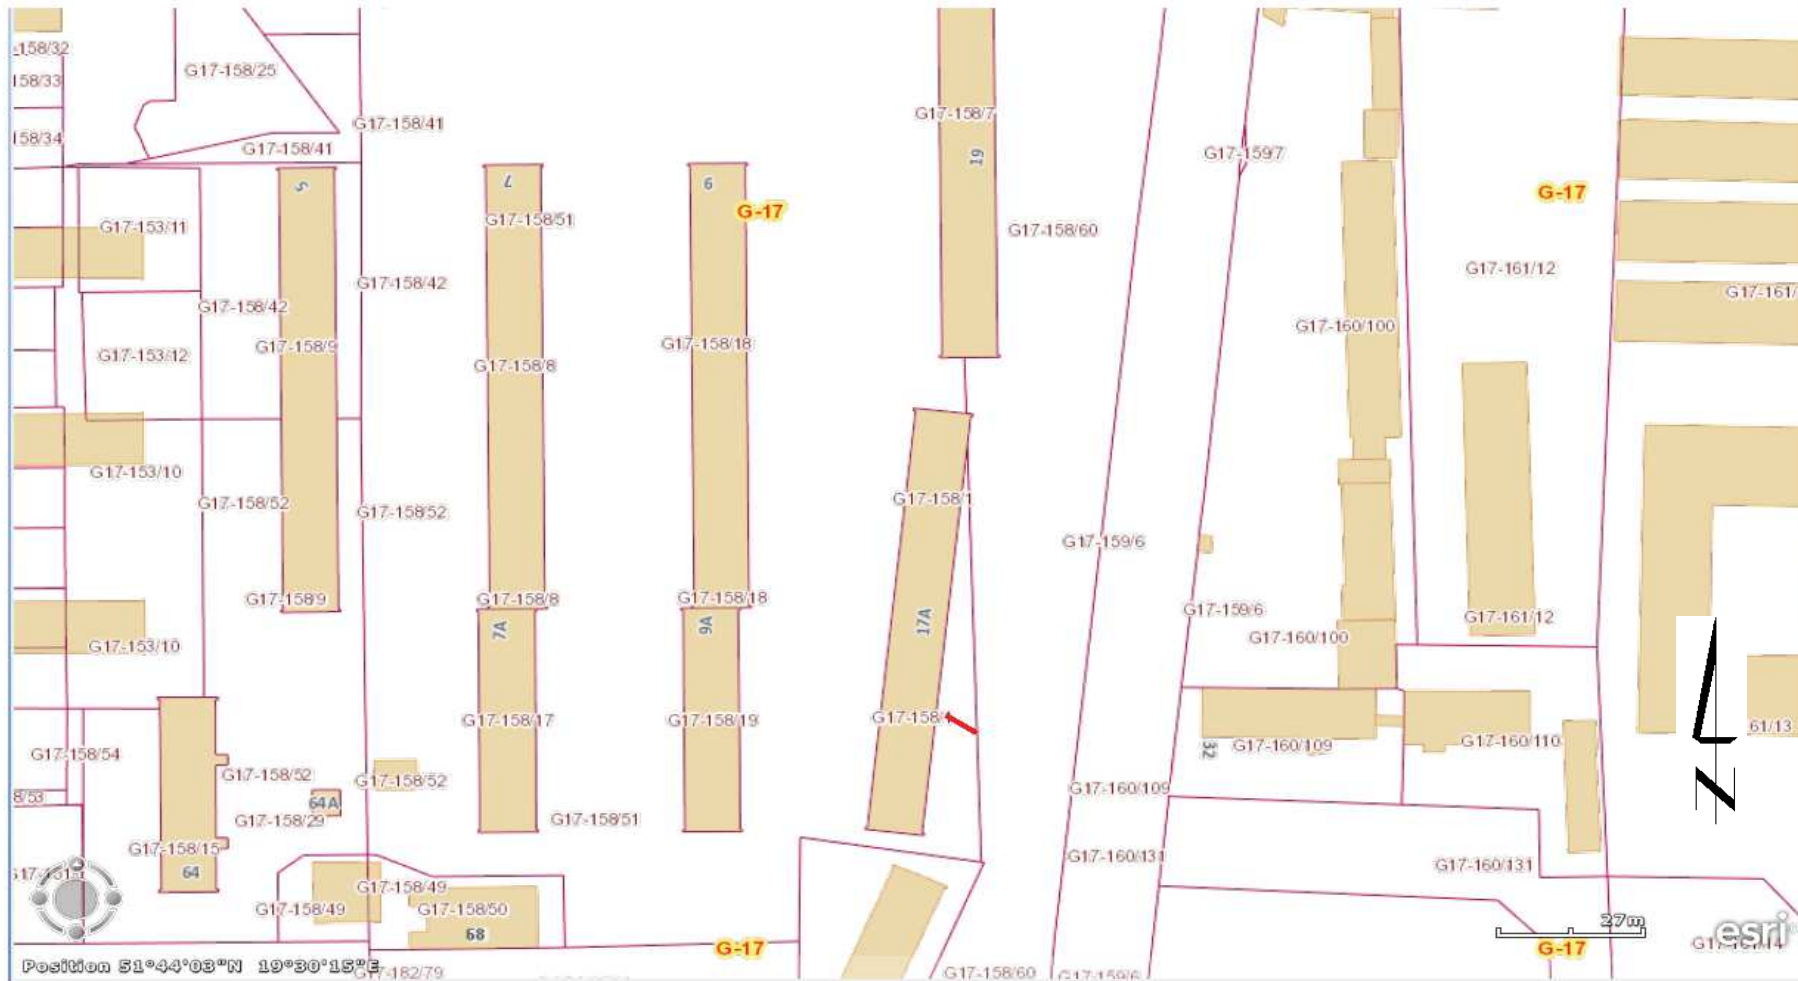 -158/32
G17-158/25
158/33
G17-158/7
G17-158/41
158/34
G17-158/41
G17-1597
19
5
7
9
G-17
G-17
G17-158/51
G17-153/11
G17-158/60
G17-161/12
G17-158/42
G17-158/42
G17-161/
G17-160/100
G17-158/9
G17-158/18
G17-153/12
G17-158/8
G17-153/10
G17-158/1
G17-158/52
G17-158/52
G17-159/6
G17-158/9
G17-158/8
G17-158/18
G17-159/6
G17-161/12
7A
9A
17A
G17-160/100
G17-153/10
G17-158/17
G17-158/19
G17-158/
61/13
G17-158/54
32
G17-160/109
G17-160/110
G17-158/52
G17-158/52
G17-160/109
8/53
64A
G17-158/29
G17-158/51
G17-158/15
G17-160/131
G17-160/131
64
G17-158/49
G17-158/49
G17-158/50
27m
68
G-17
G-17
esri
N
Position 51°44'03"N 19°30'15"E
G17-182/79
G17-158/60
G17-159/6